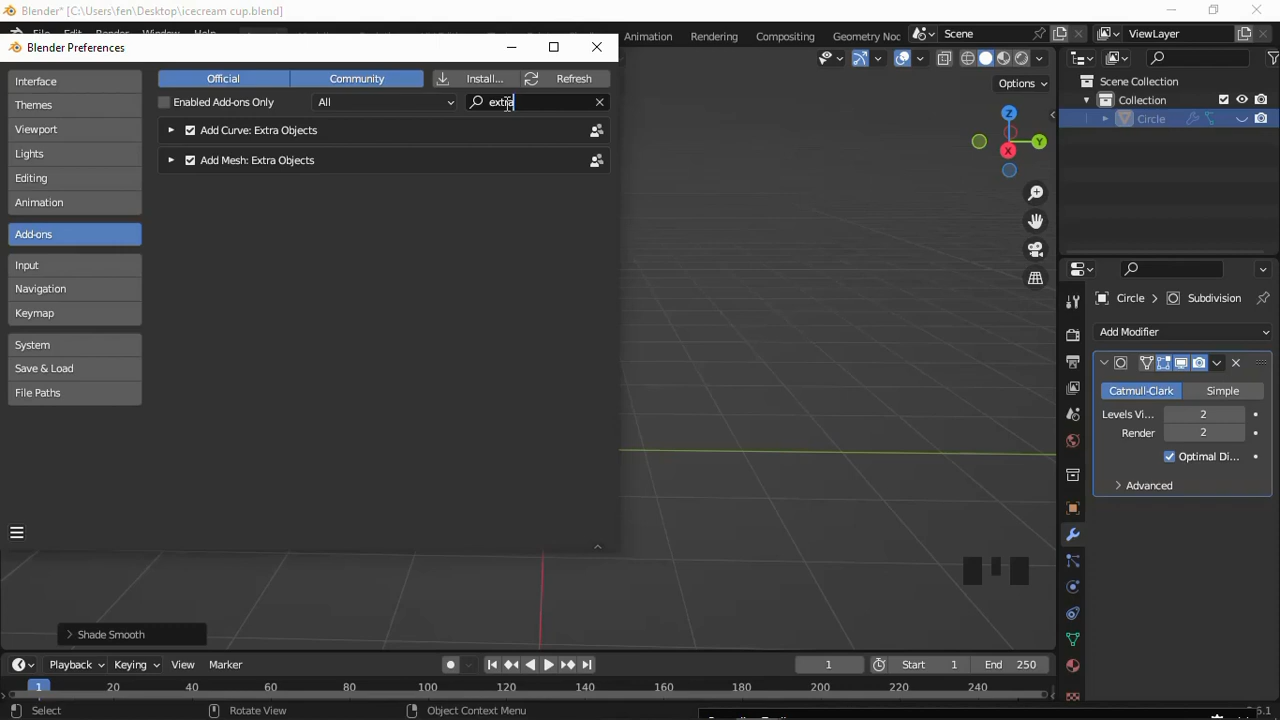 Blender* [C:\Users\fen\Desktop\icecream cup.blend]
File Edit Render Window Help Animation Rendering Compositing Geometry Noc Scene ViewLayer
Blender Preferences
Interface
Themes
Viewport
Lights
Editing
Animation
Add-ons
Input
Navigation
Keymap
System
Save & Load
File Paths
Official Community Install... Refresh
Enabled Add-ons Only All extra
Add Curve: Extra Objects
Add Mesh: Extra Objects
Options
X Y Z
Scene Collection
Collection
Circle
Circle > Subdivision
Add Modifier
Catmull-Clark Simple
Levels Vi... 2
Render 2
Optimal Di...
Advanced
Shade Smooth
Playback Keying View Marker 1 Start 1 End 250
1 20 40 60 80 100 120 140 160 180 200 220 240
Select Rotate View Object Context Menu